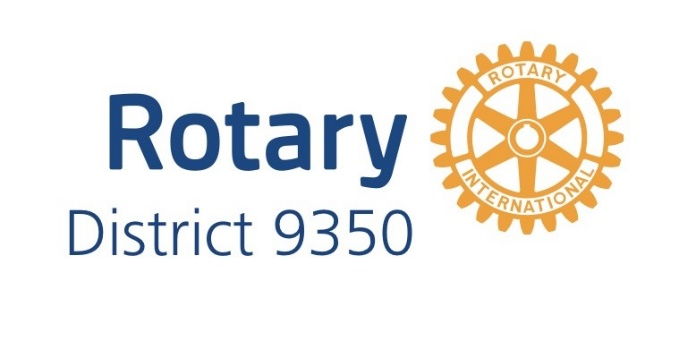 Rotary
District 9350
ROTARY
INTERNATIONAL